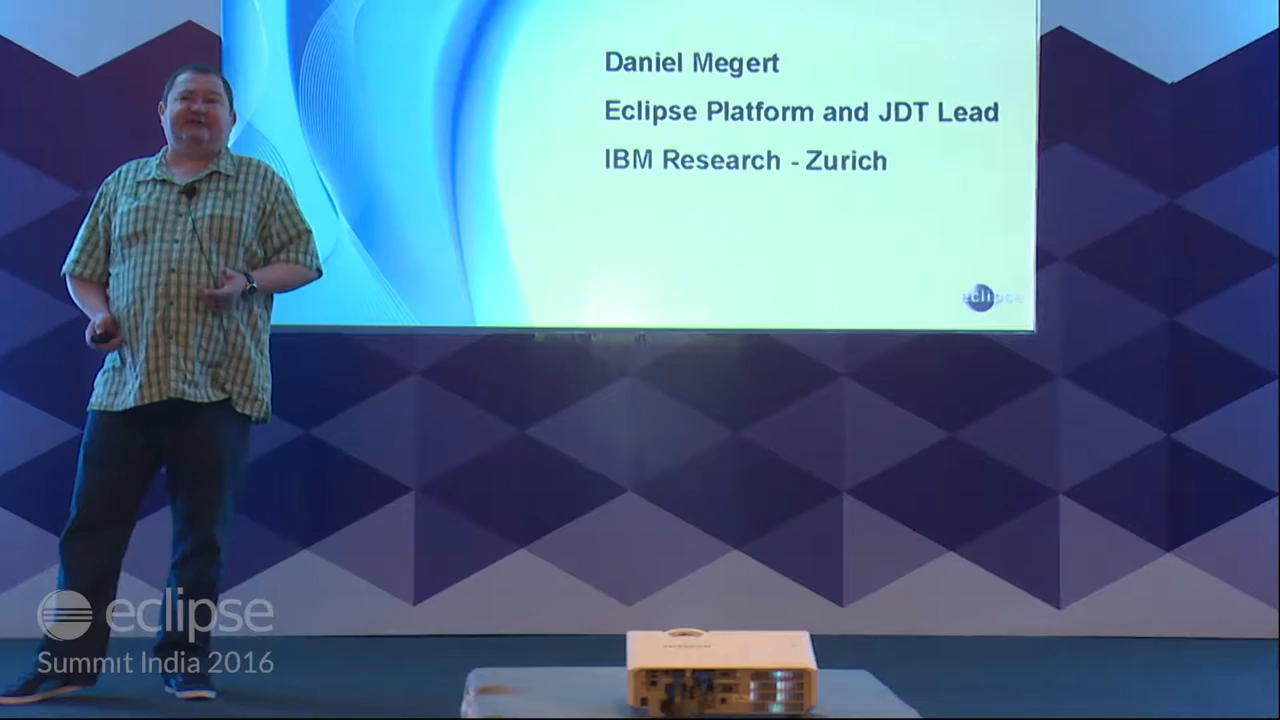 Daniel Megert
Eclipse Platform and JDT Lead
IBM Research - Zurich
eclipse
eclipse
Summit India 2016